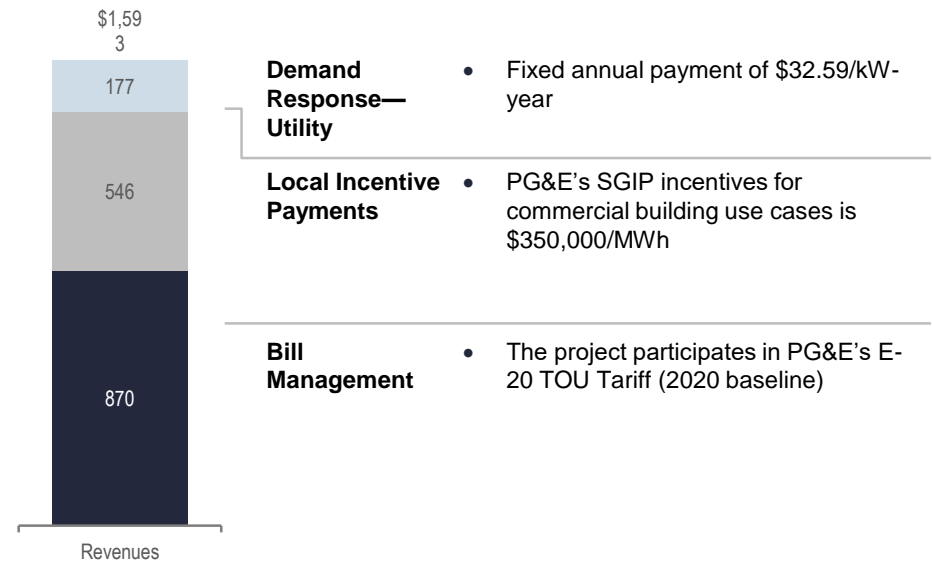 $1,59
3
177
546
870
Revenues
Demand
Response—
Utility
• Fixed annual payment of $32.59/kW-
year
Local Incentive
Payments
• PG&E’s SGIP incentives for
commercial building use cases is
$350,000/MWh
Bill
Management
• The project participates in PG&E’s E-
20 TOU Tariff (2020 baseline)